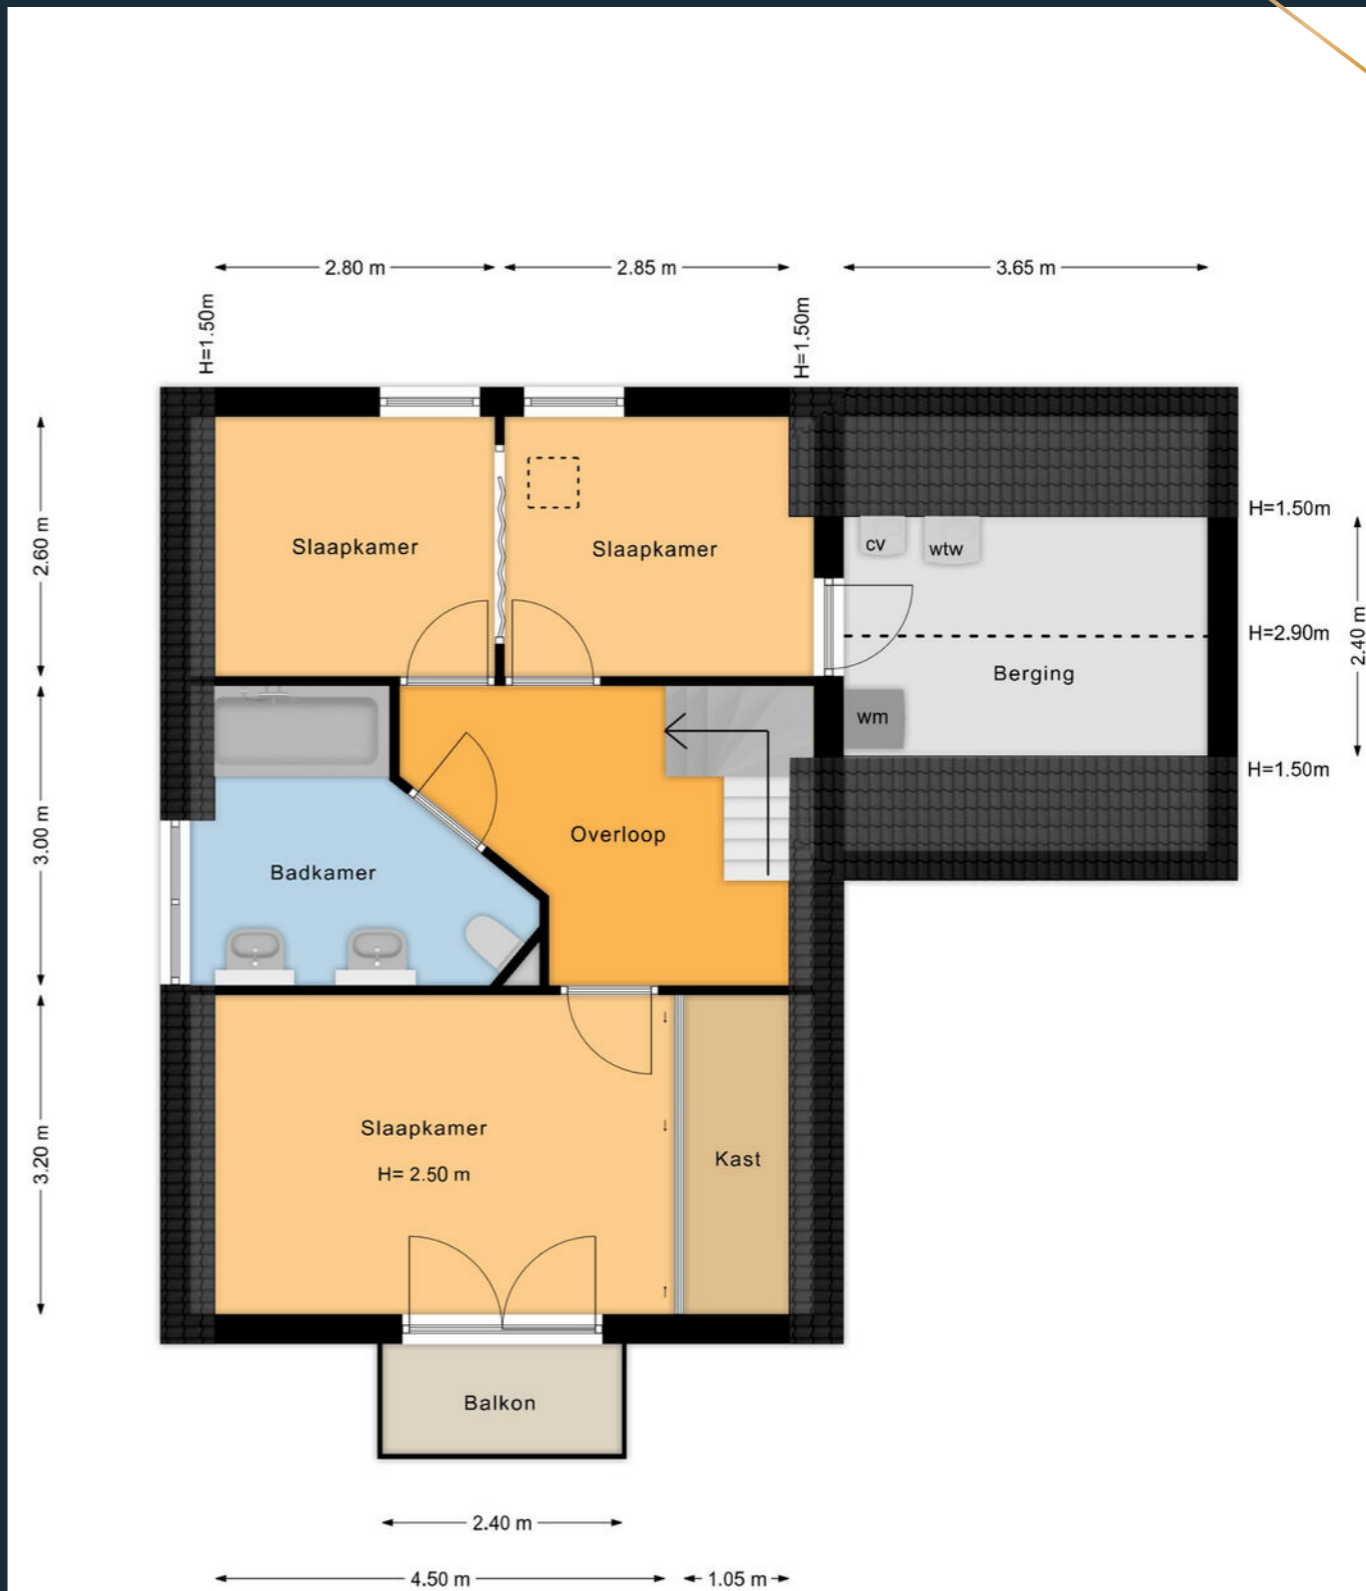 2.80 m
2.85 m
3.65 m
H=1.50m
H=1.50m
H=1.50m
2.60 m
Slaapkamer
Slaapkamer
cv
wtw
H=2.90m
2.40 m
Berging
wm
H=1.50m
3.00 m
Overloop
Badkamer
3.20 m
Slaapkamer
H= 2.50 m
Kast
Balkon
2.40 m
4.50 m
1.05 m